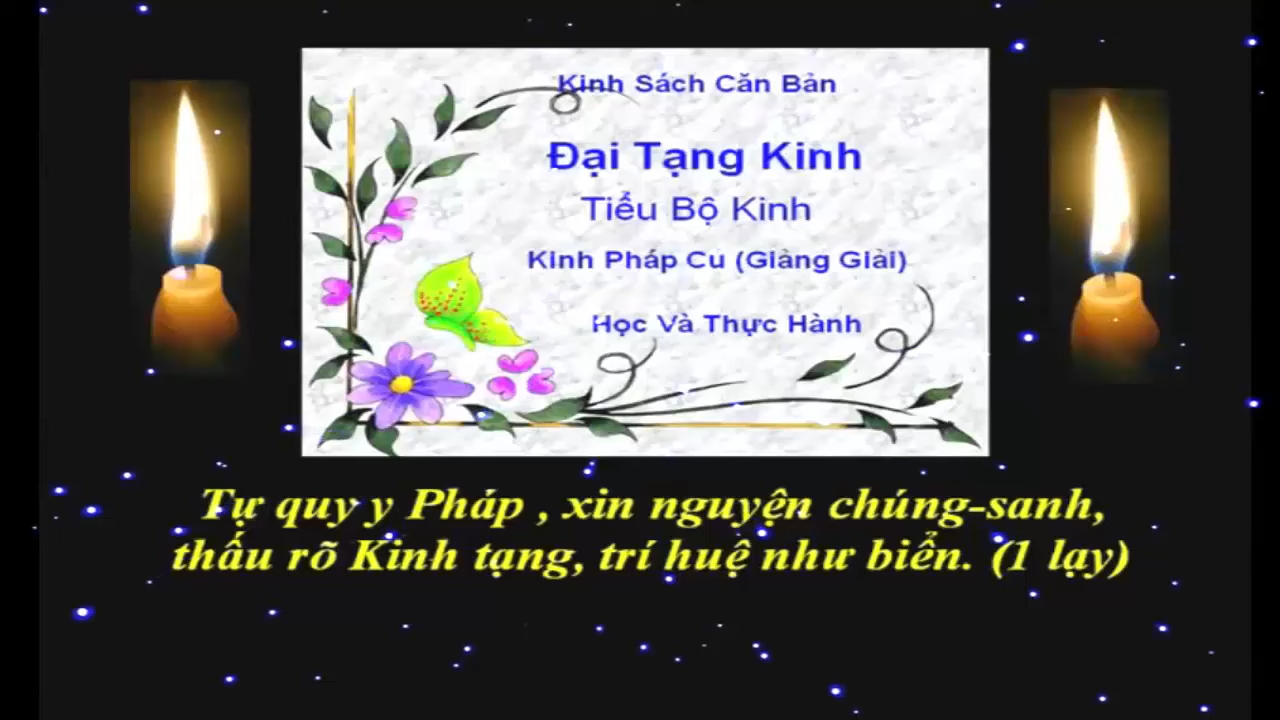 Kinh Sách Căn Bản
Đại Tạng Kinh
Tiểu Bộ Kinh
Kinh Pháp Cú (Giảng Giải)
Học Và Thực Hành
Tự quy y Pháp , xin nguyện chúng-sanh,
thấu rõ Kinh tạng, trí huệ như biển. (1 lạy)